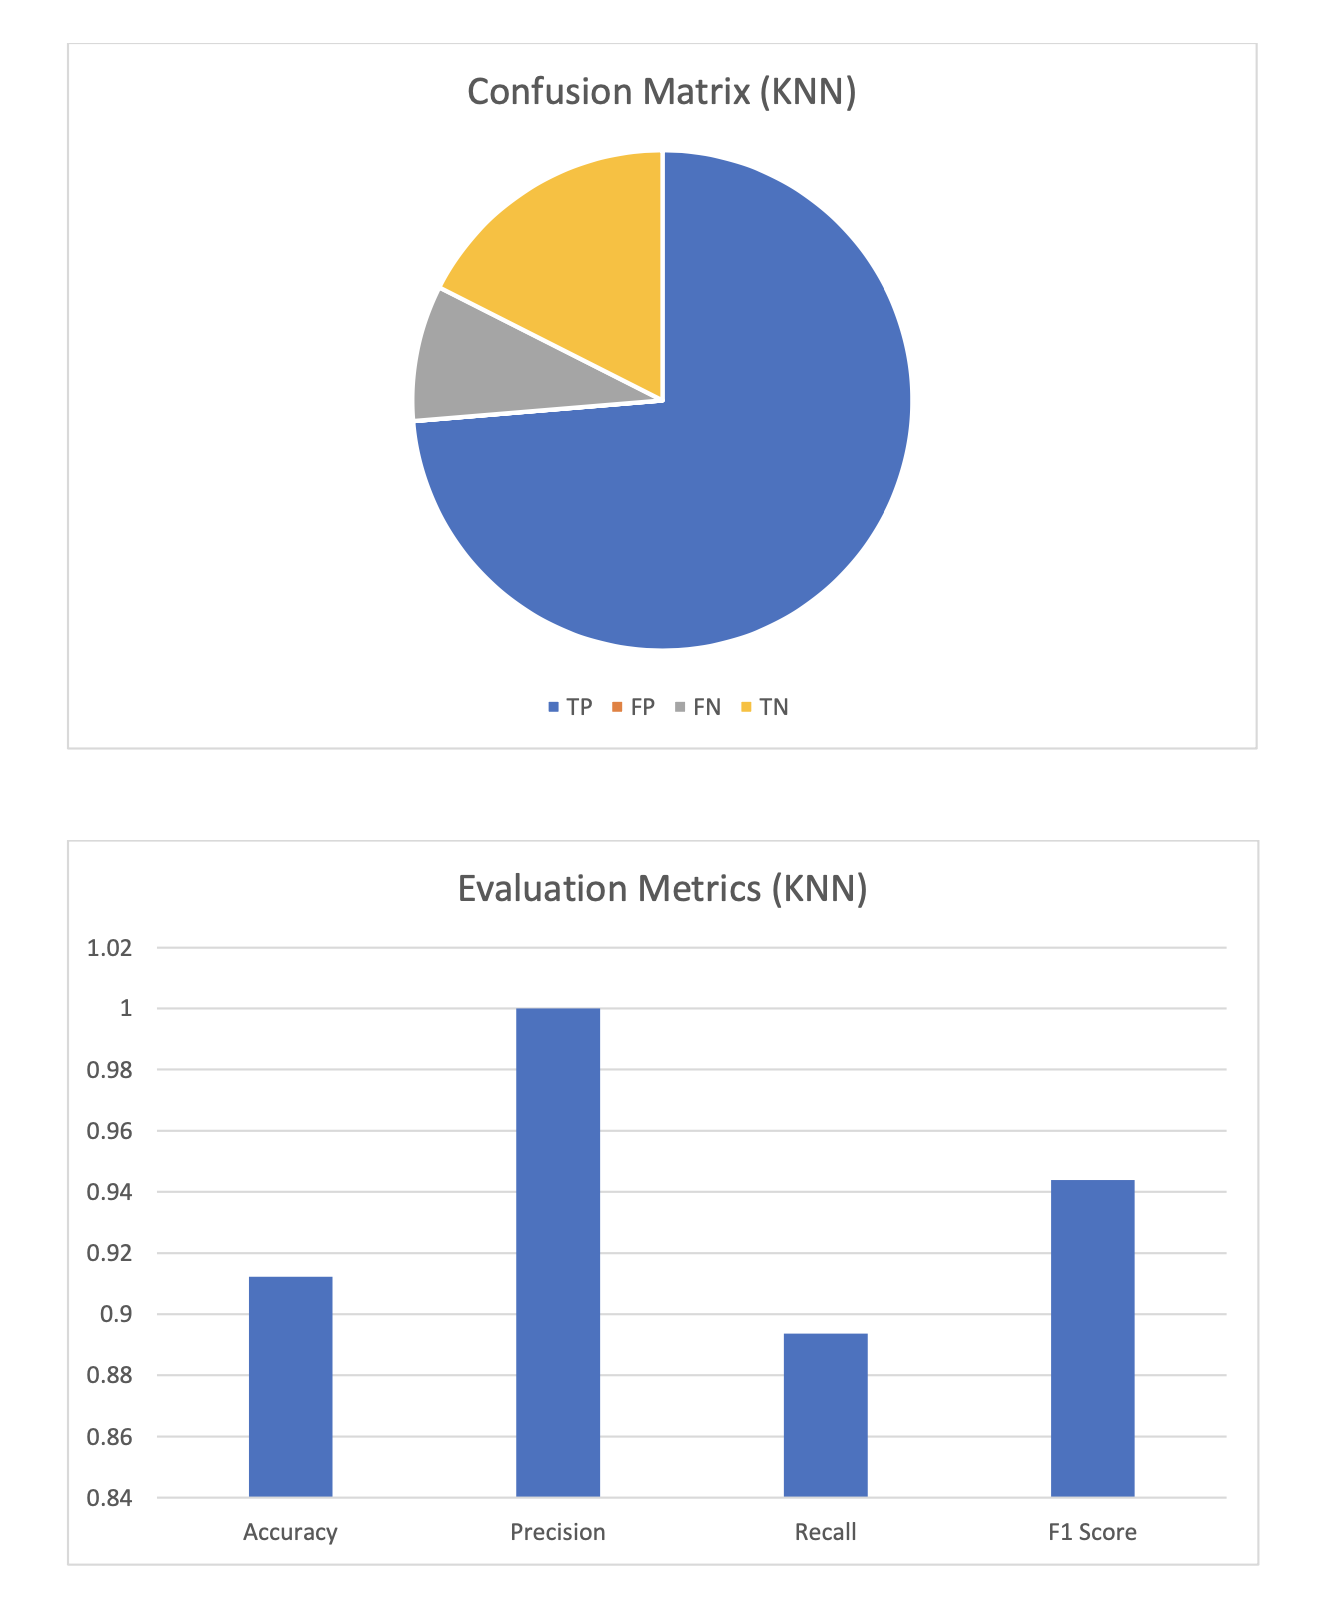 Confusion Matrix (KNN)
TP FP FN TN
Evaluation Metrics (KNN)
1.02
1
0.98
0.96
0.94
0.92
0.9
0.88
0.86
0.84
Accuracy Precision Recall F1 Score